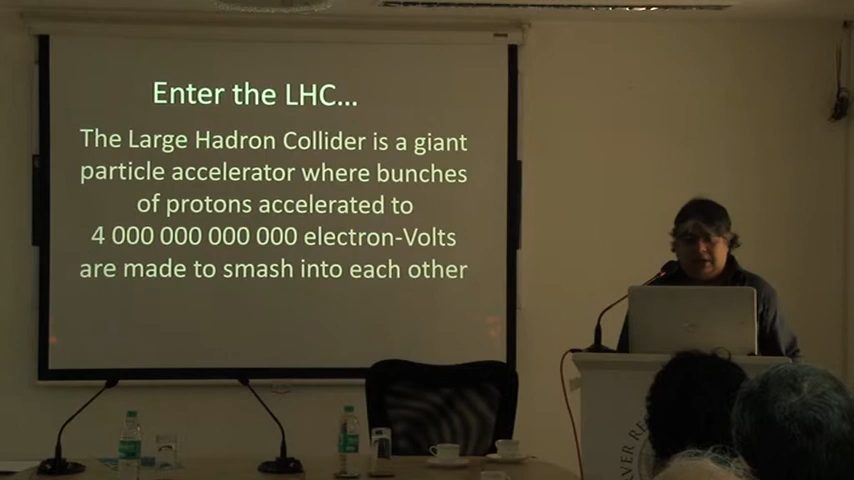 Enter the LHC...
The Large Hadron Collider is a giant
particle accelerator where bunches
of protons accelerated to
4 000 000 000 000 electron-Volts
are made to smash into each other